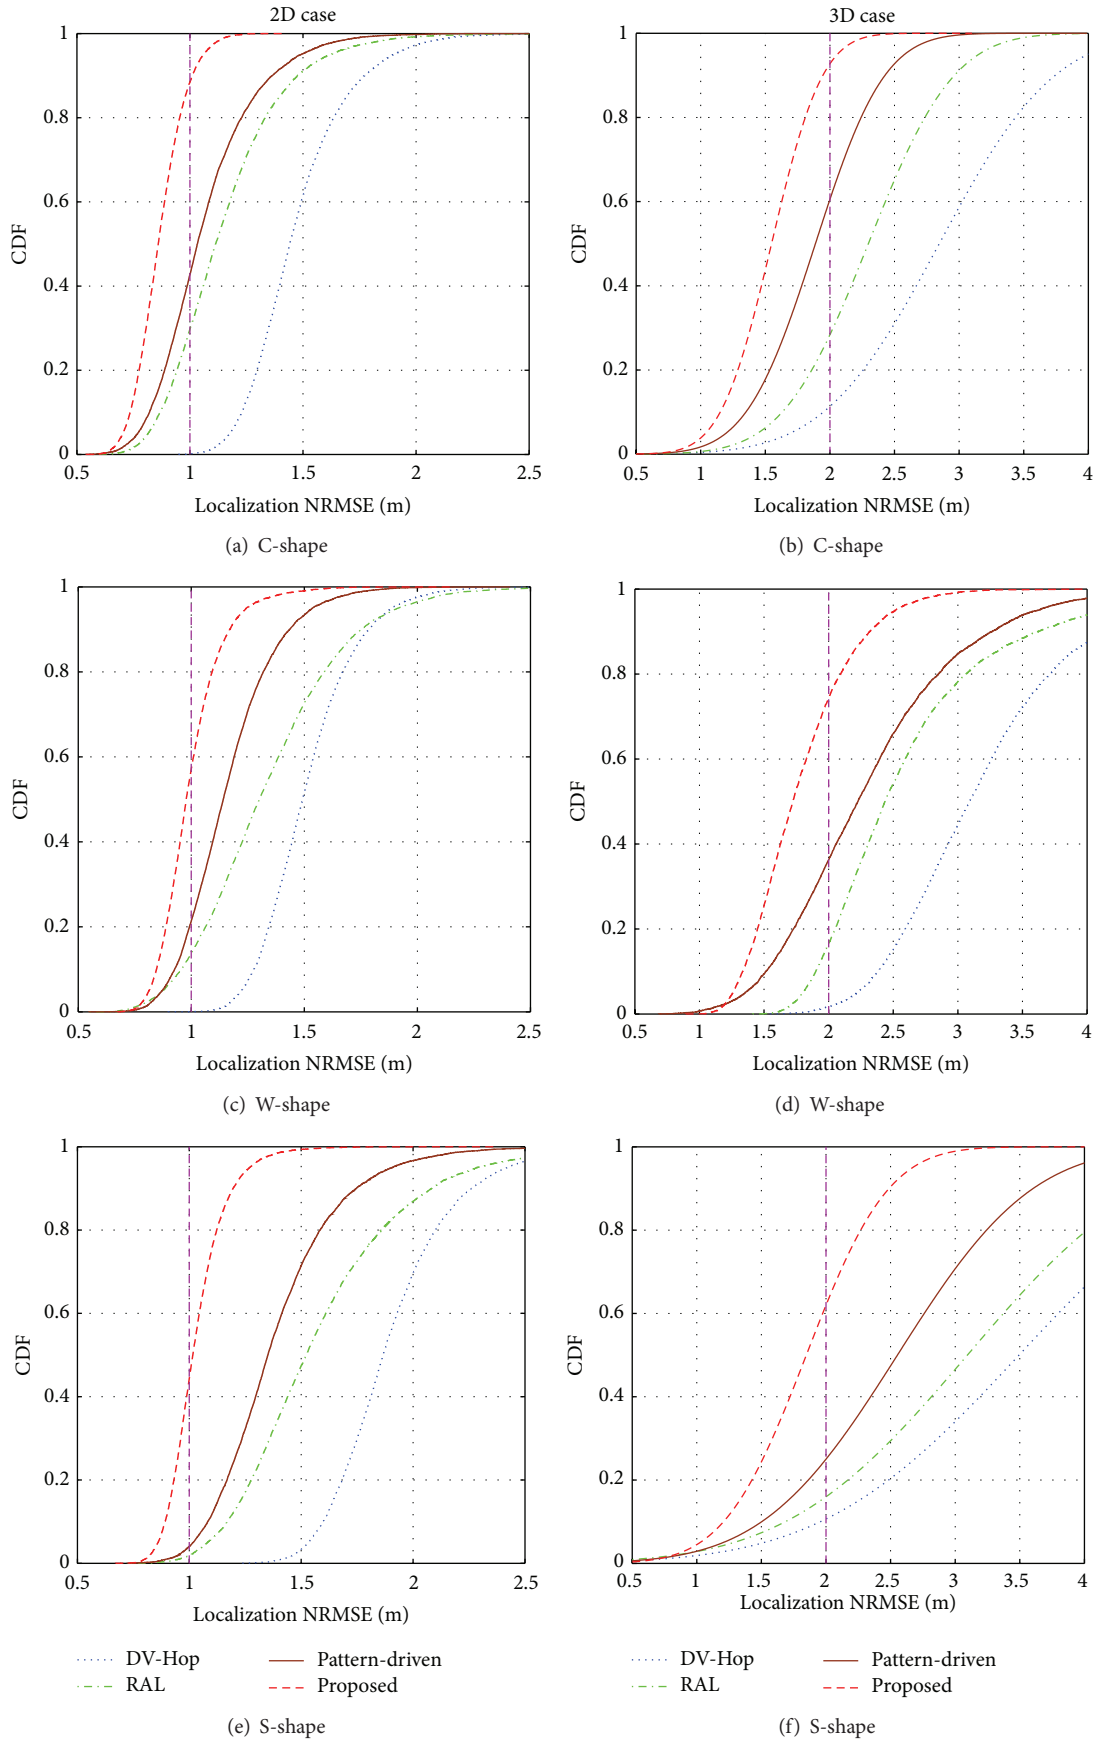 2D case
3D case
1
0.8
0.6
0.4
0.2
0
CDF
0.5 1 1.5 2 2.5
Localization NRMSE (m)
(a) C-shape
1
0.8
0.6
0.4
0.2
0
CDF
0.5 1 1.5 2 2.5 3 3.5 4
Localization NRMSE (m)
(b) C-shape
1
0.8
0.6
0.4
0.2
0
CDF
0.5 1 1.5 2 2.5
Localization NRMSE (m)
(c) W-shape
1
0.8
0.6
0.4
0.2
0
CDF
0.5 1 1.5 2 2.5 3 3.5 4
Localization NRMSE (m)
(d) W-shape
1
0.8
0.6
0.4
0.2
0
CDF
0.5 1 1.5 2 2.5
Localization NRMSE (m)
DV-Hop
RAL
Pattern-driven
Proposed
(e) S-shape
1
0.8
0.6
0.4
0.2
0
CDF
0.5 1 1.5 2 2.5 3 3.5 4
Localization NRMSE (m)
DV-Hop
RAL
Pattern-driven
Proposed
(f) S-shape